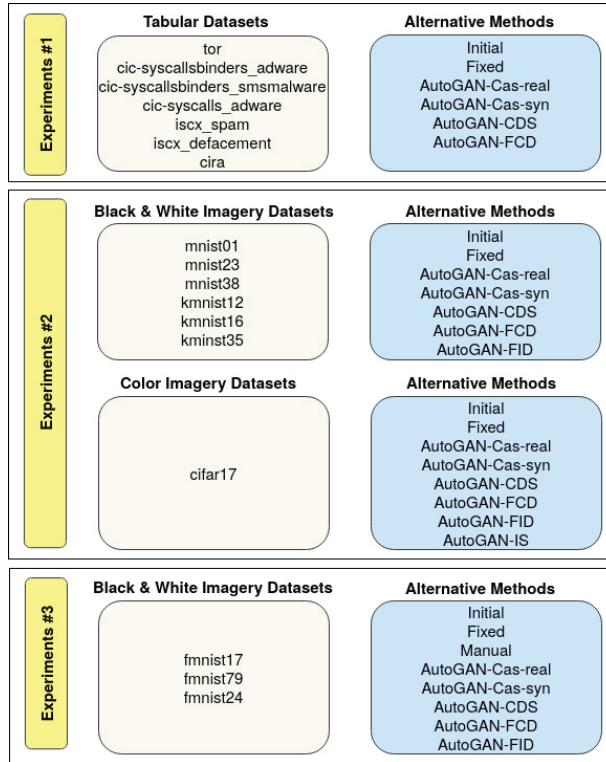 Experiments #1
Tabular Datasets
tor
cic-syscallsbinders_adware
cic-syscallsbinders_smsmalware
cic-syscalls_adware
iscx_spam
iscx_defacement
cira
Alternative Methods
Initial
Fixed
AutoGAN-Cas-real
AutoGAN-Cas-syn
AutoGAN-CDS
AutoGAN-FCD
Experiments #2
Black & White Imagery Datasets
mnist01
mnist23
mnist38
kmnist12
kmnist16
kminst35
Alternative Methods
Initial
Fixed
AutoGAN-Cas-real
AutoGAN-Cas-syn
AutoGAN-CDS
AutoGAN-FCD
AutoGAN-FID
Color Imagery Datasets
cifar17
Alternative Methods
Initial
Fixed
AutoGAN-Cas-real
AutoGAN-Cas-syn
AutoGAN-CDS
AutoGAN-FCD
AutoGAN-FID
AutoGAN-IS
Experiments #3
Black & White Imagery Datasets
fmnist17
fmnist79
fmnist24
Alternative Methods
Initial
Fixed
Manual
AutoGAN-Cas-real
AutoGAN-Cas-syn
AutoGAN-CDS
AutoGAN-FCD
AutoGAN-FID